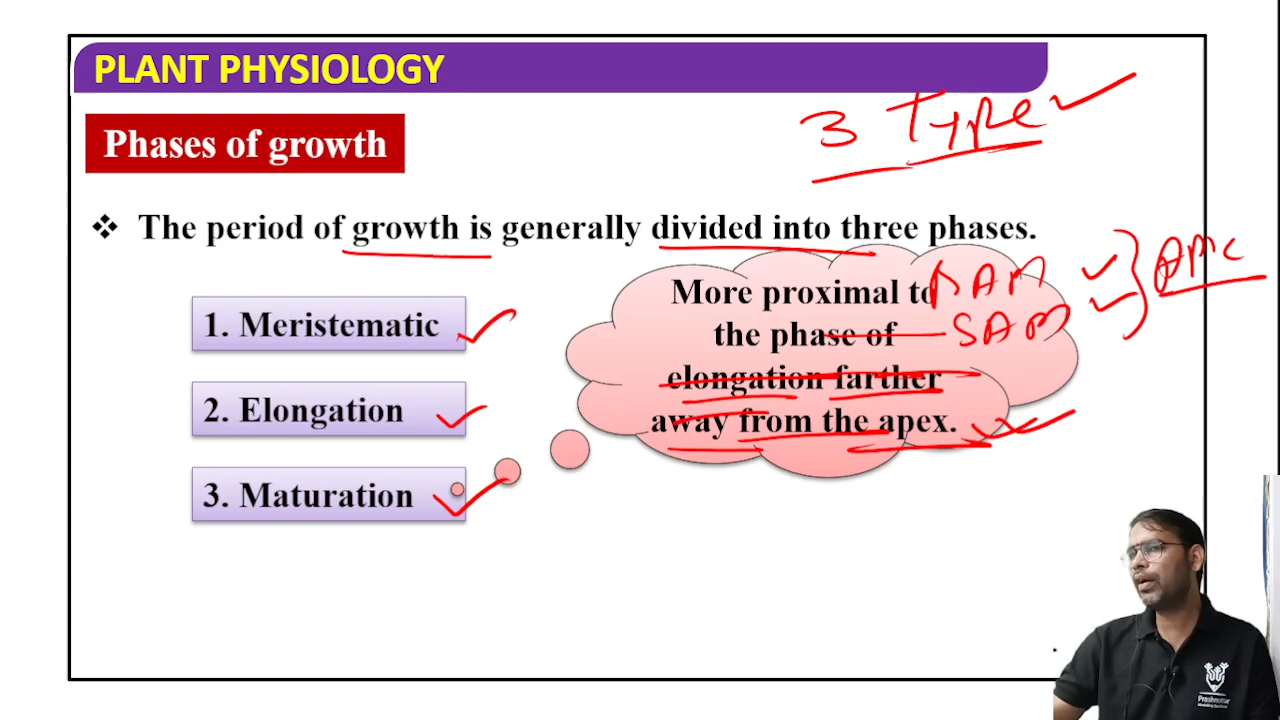 PLANT PHYSIOLOGY
3 Type
Phases of growth
❖ The period of growth is generally divided into three phases.
1. Meristematic
2. Elongation
3. Maturation
More proximal to
the phase of
elongation farther
away from the apex.
RAM
SAM
Prashnottar